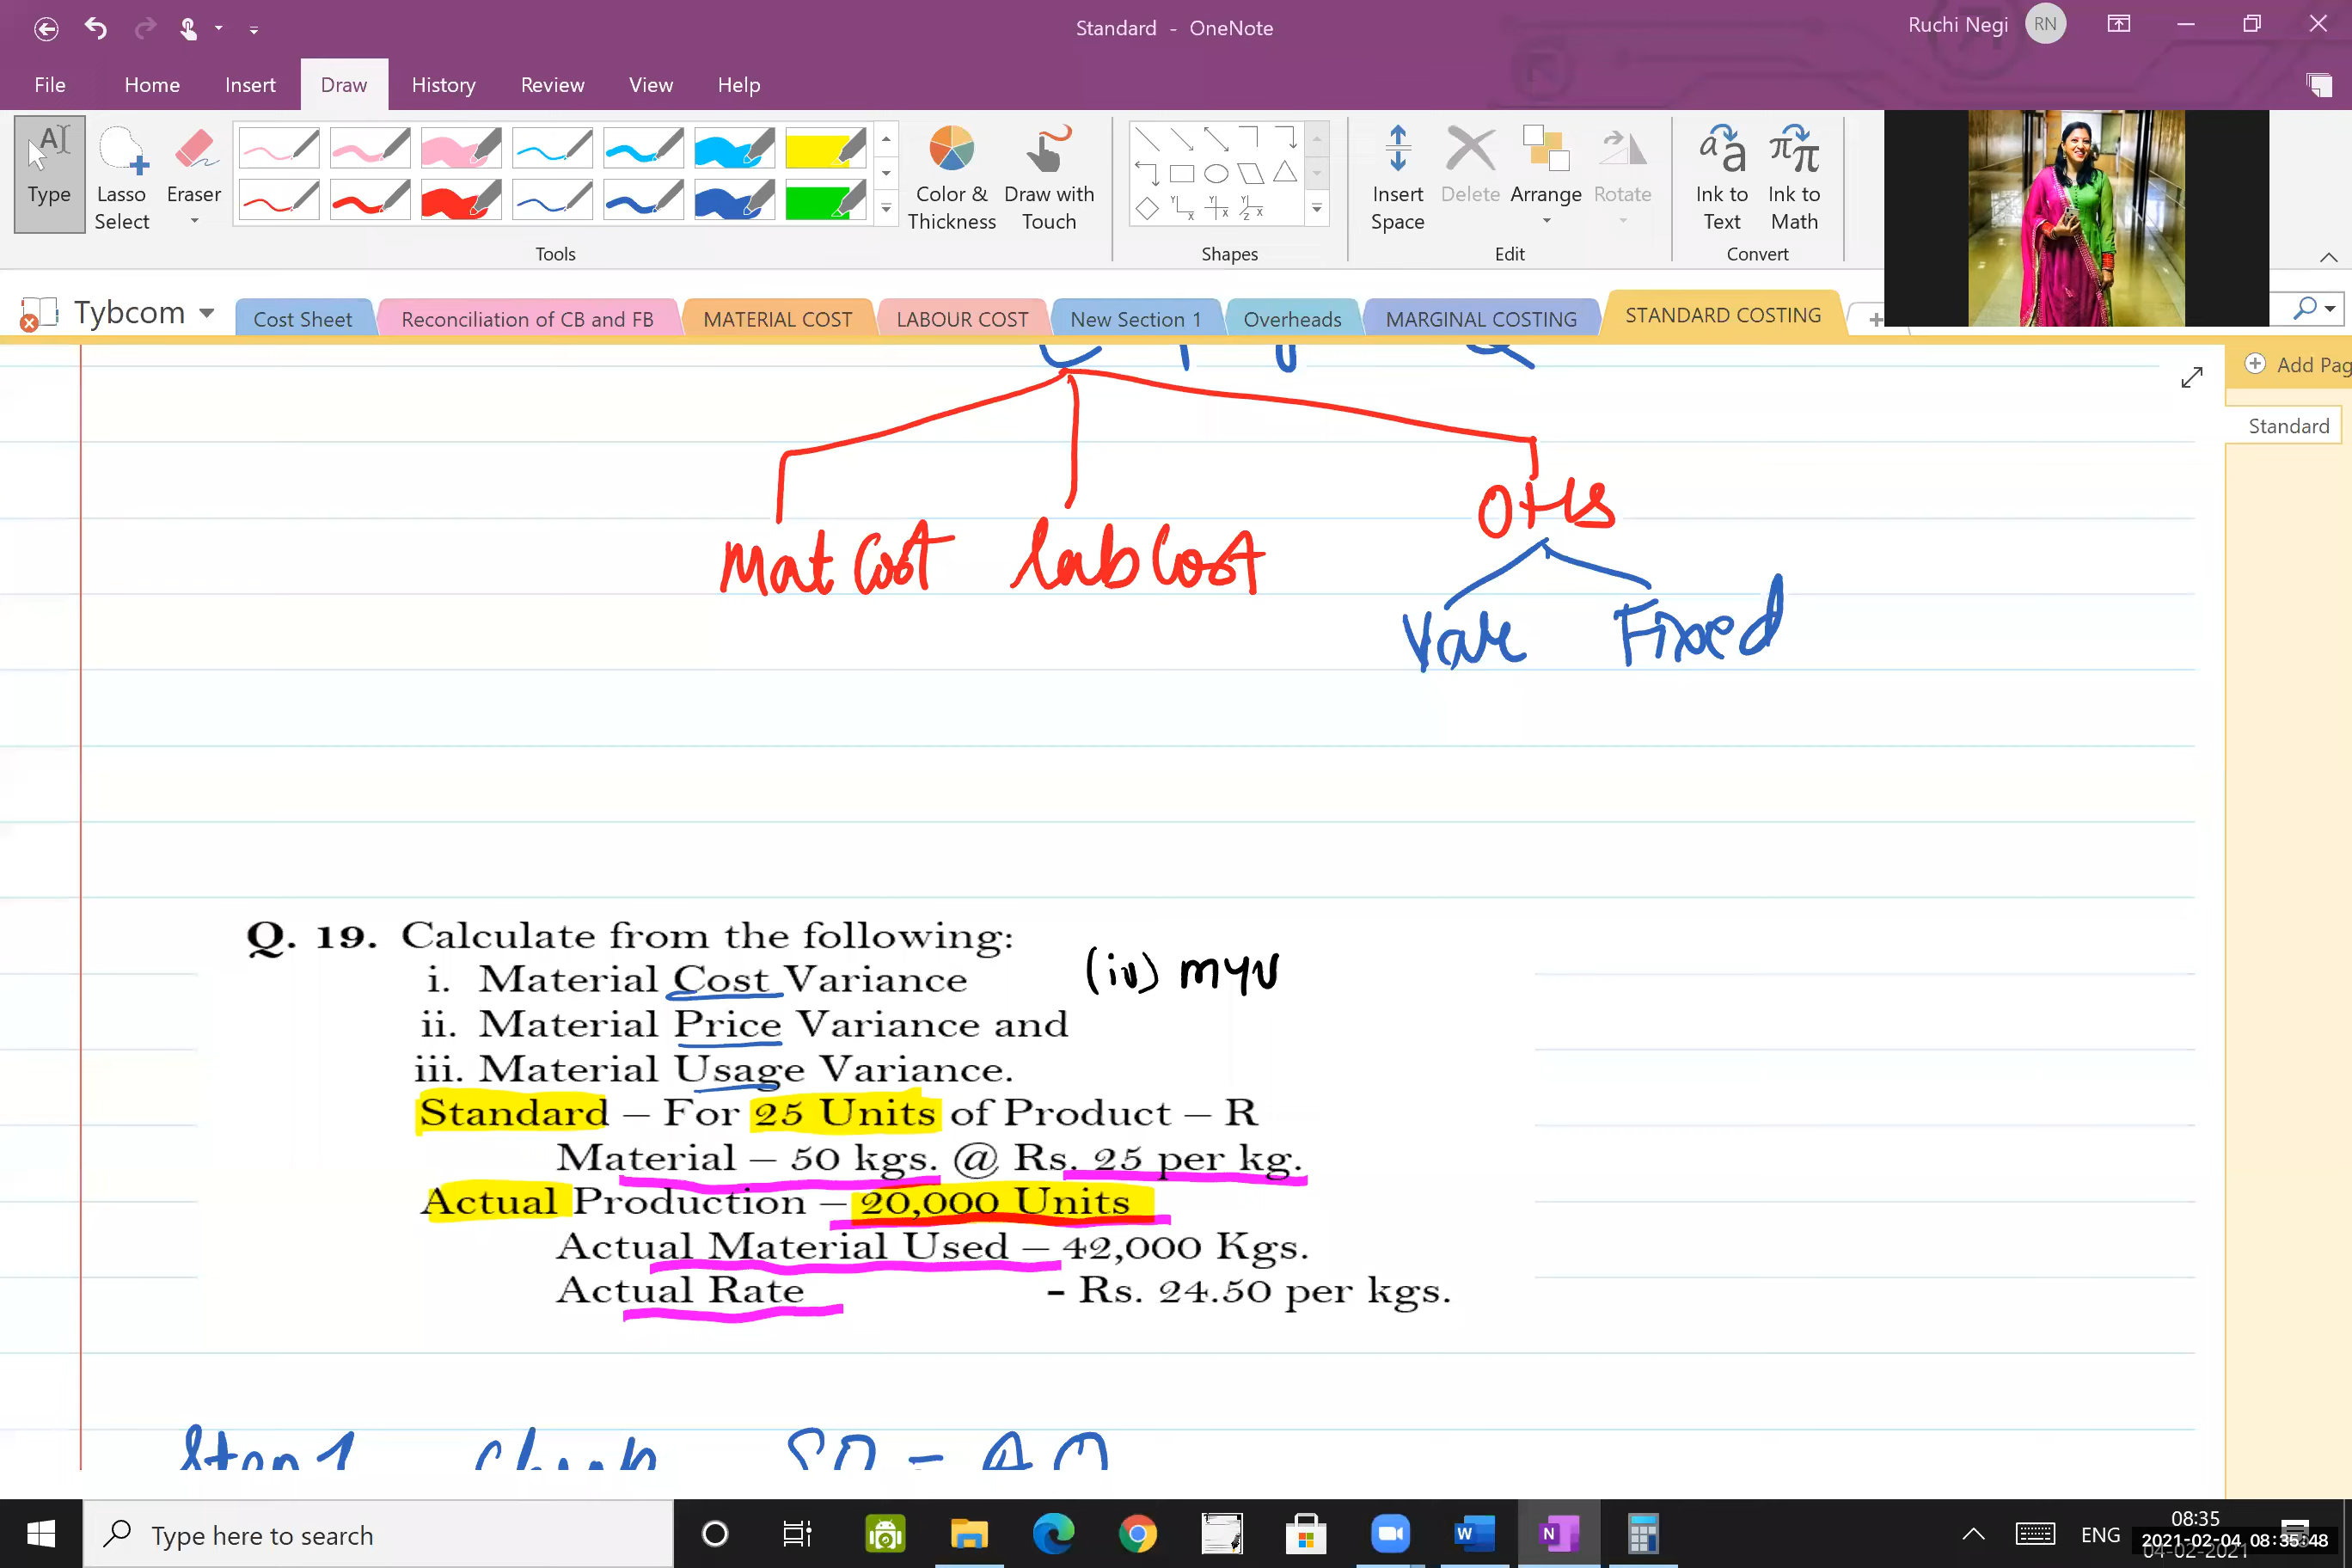 Standard - OneNote
Ruchi Negi RN
File Home Insert Draw History Review View Help
Type
Lasso Select
Eraser
Color & Thickness
Draw with Touch
Insert Space
Delete
Arrange
Rotate
Ink to Text
Ink to Math
Tools
Shapes
Edit
Convert
Tybcom
Cost Sheet
Reconciliation of CB and FB
MATERIAL COST
LABOUR COST
New Section 1
Overheads
MARGINAL COSTING
STANDARD COSTING
Add Pag
Standard
Mat Cost lab Cost OHs
Var Fixed
Q. 19. Calculate from the following:
i. Material Cost Variance
(iv) MYV
ii. Material Price Variance and
iii. Material Usage Variance.
Standard – For 25 Units of Product – R
Material – 50 kgs. @ Rs. 25 per kg.
Actual Production – 20,000 Units
Actual Material Used – 42,000 Kgs.
Actual Rate - Rs. 24.50 per kgs.
Type here to search
ENG
08:35
2021-02-04 08:35:48
04-02-2021